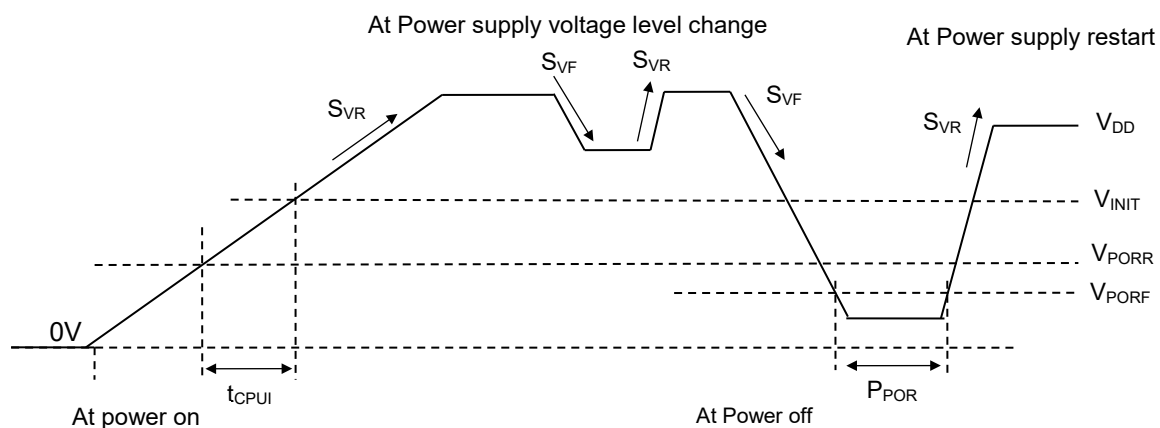 At Power supply voltage level change
At Power supply restart
SVF
SVR
SVR
SVF
SVR
VDD
VINIT
VPORR
VPORF
0V
tCPUI
PPOR
At power on
At Power off